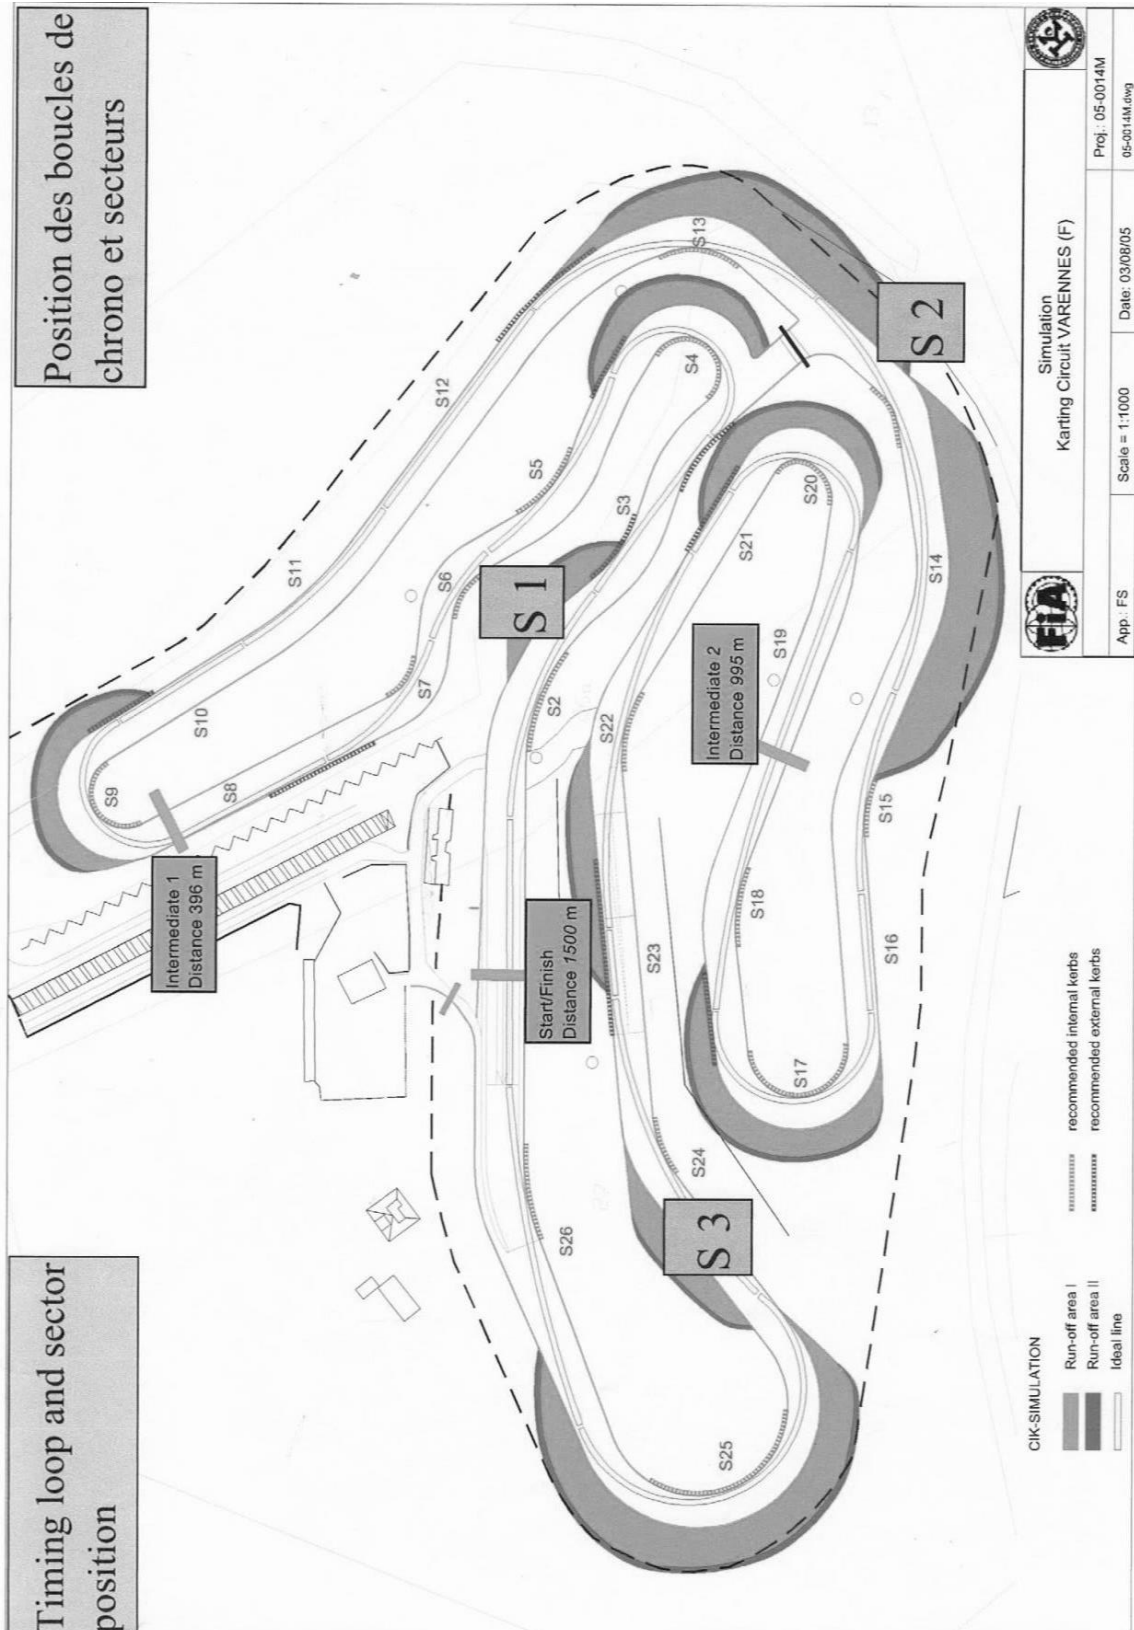 Timing loop and sector
position
Position des boucles de
chrono et secteurs
Intermediate 1
Distance 396 m
Start/Finish
Distance 1500 m
Intermediate 2
Distance 995 m
S 1
S 2
S 3
S2
S3
S4
S5
S6
S7
S8
S9
S10
S11
S12
S13
S14
S15
S16
S17
S18
S19
S20
S21
S22
S23
S24
S25
S26
CIK-SIMULATION
Run-off area I
Run-off area II
Ideal line
recommended internal kerbs
recommended external kerbs
FiA
Simulation
Karting Circuit VARENNES (F)
Proj.: 05-0014M
App.: FS
Scale = 1:1000
Date: 03/08/05
05-0014M.dwg